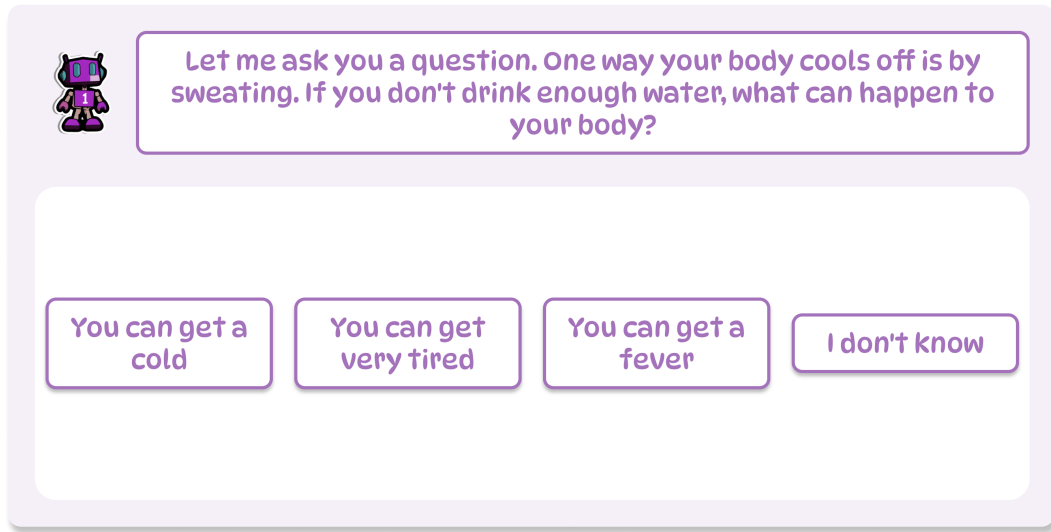 Let me ask you a question. One way your body cools off is by
sweating. If you don't drink enough water, what can happen to
your body?
1
You can get a
cold
You can get
very tired
You can get a
fever
I don't know